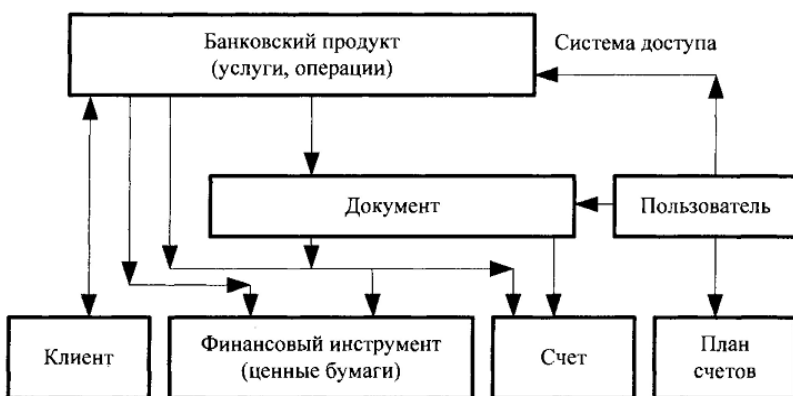 Банковский продукт
(услуги, операции)
Система доступа
Документ
Пользователь
Клиент
Финансовый инструмент
(ценные бумаги)
Счет
План
счетов